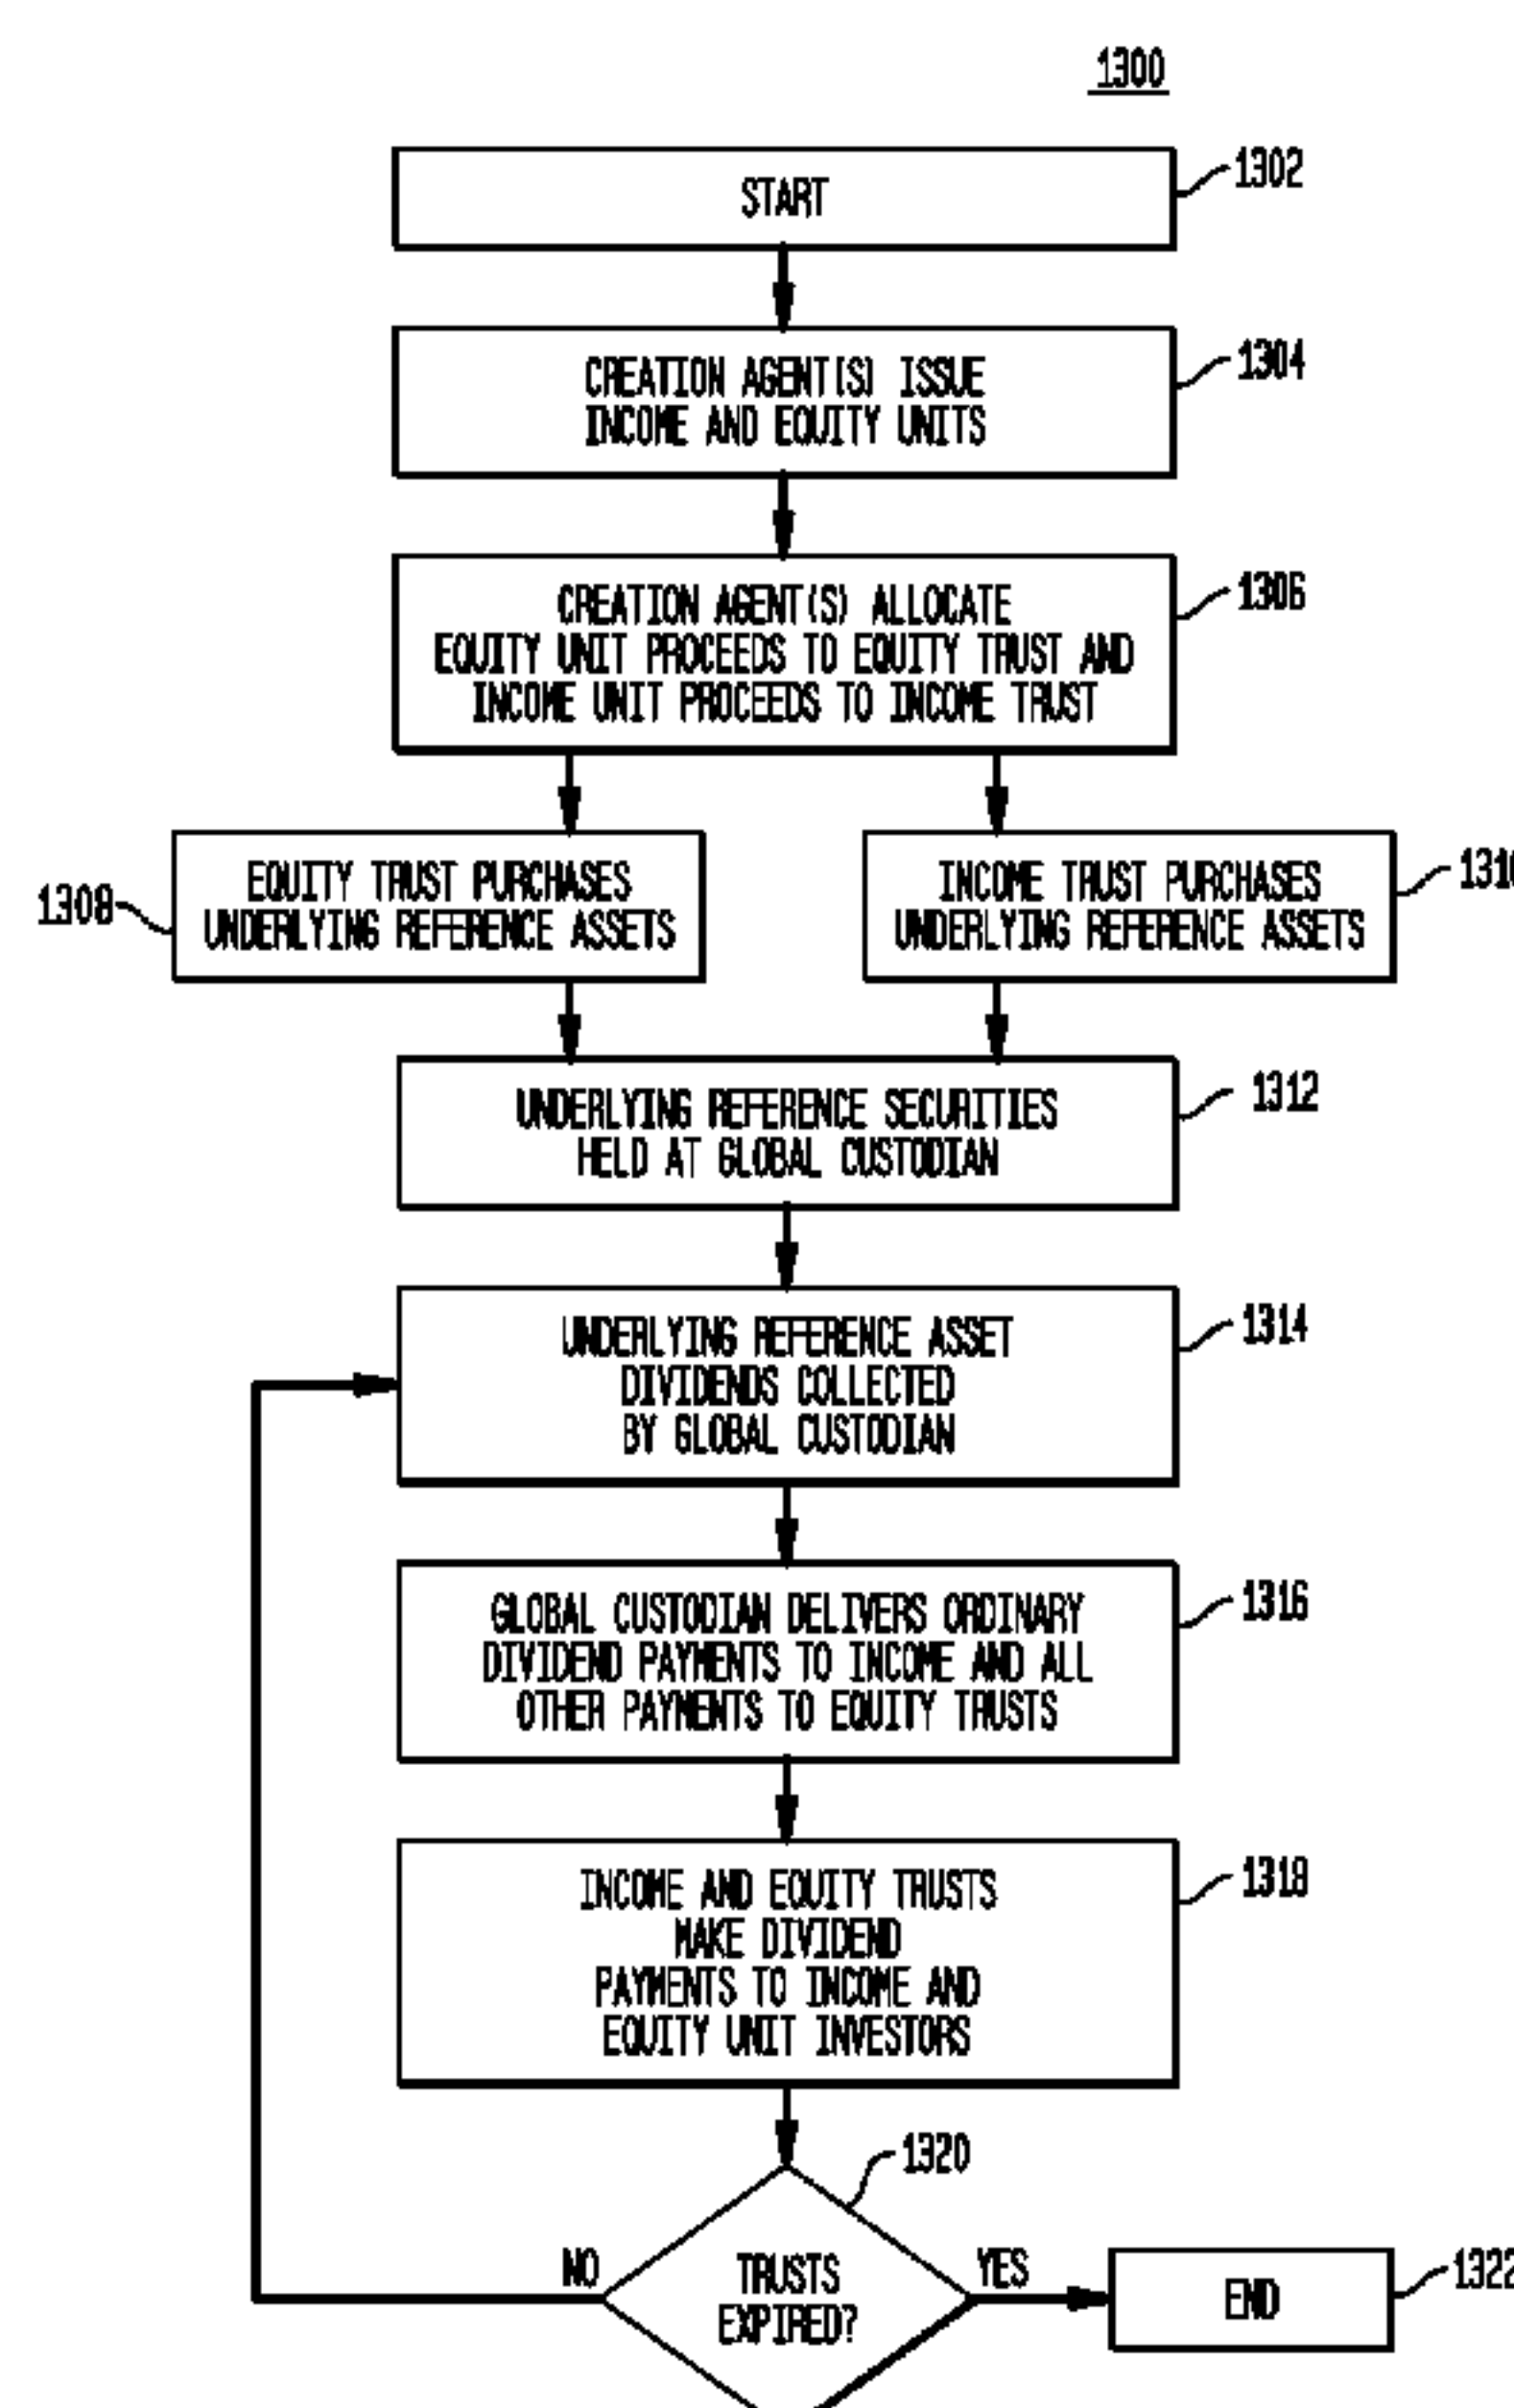 1300
START
1302
CREATION AGENT(S) ISSUE
INCOME AND EQUITY UNITS
1304
CREATION AGENT(S) ALLOCATE
EQUITY UNIT PROCEEDS TO EQUITY TRUST AND
INCOME UNIT PROCEEDS TO INCOME TRUST
1306
1308
EQUITY TRUST PURCHASES
UNDERLYING REFERENCE ASSETS
INCOME TRUST PURCHASES
UNDERLYING REFERENCE ASSETS
1310
UNDERLYING REFERENCE SECURITIES
HELD AT GLOBAL CUSTODIAN
1312
UNDERLYING REFERENCE ASSET
DIVIDENDS COLLECTED
BY GLOBAL CUSTODIAN
1314
GLOBAL CUSTODIAN DELIVERS ORDINARY
DIVIDEND PAYMENTS TO INCOME AND ALL
OTHER PAYMENTS TO EQUITY TRUSTS
1316
INCOME AND EQUITY TRUSTS
MAKE DIVIDEND
PAYMENTS TO INCOME AND
EQUITY UNIT INVESTORS
1318
1320
NO
TRUSTS
EXPIRED?
YES
END
1322